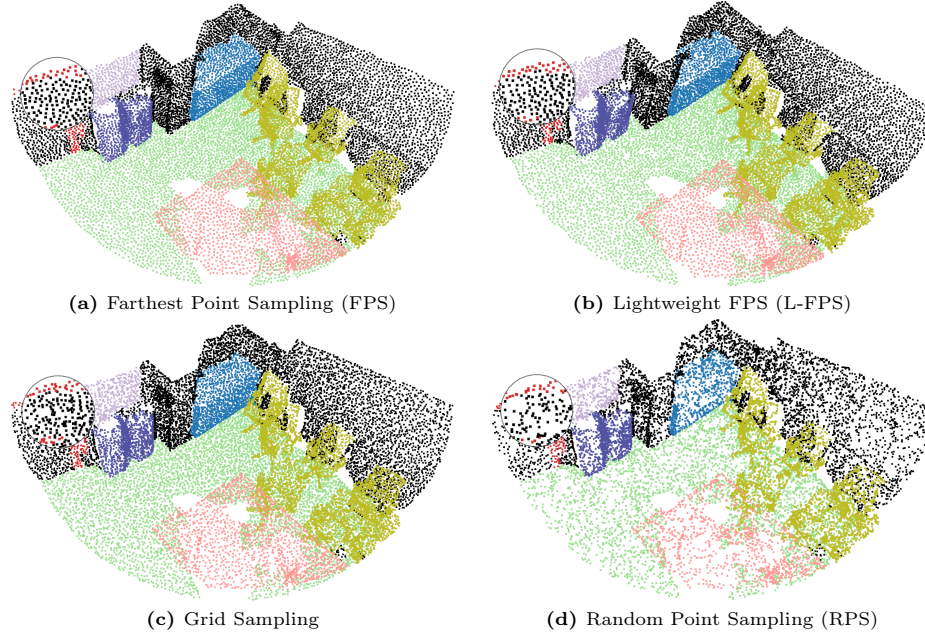 (a) Farthest Point Sampling (FPS)
(b) Lightweight FPS (L-FPS)
(c) Grid Sampling
(d) Random Point Sampling (RPS)